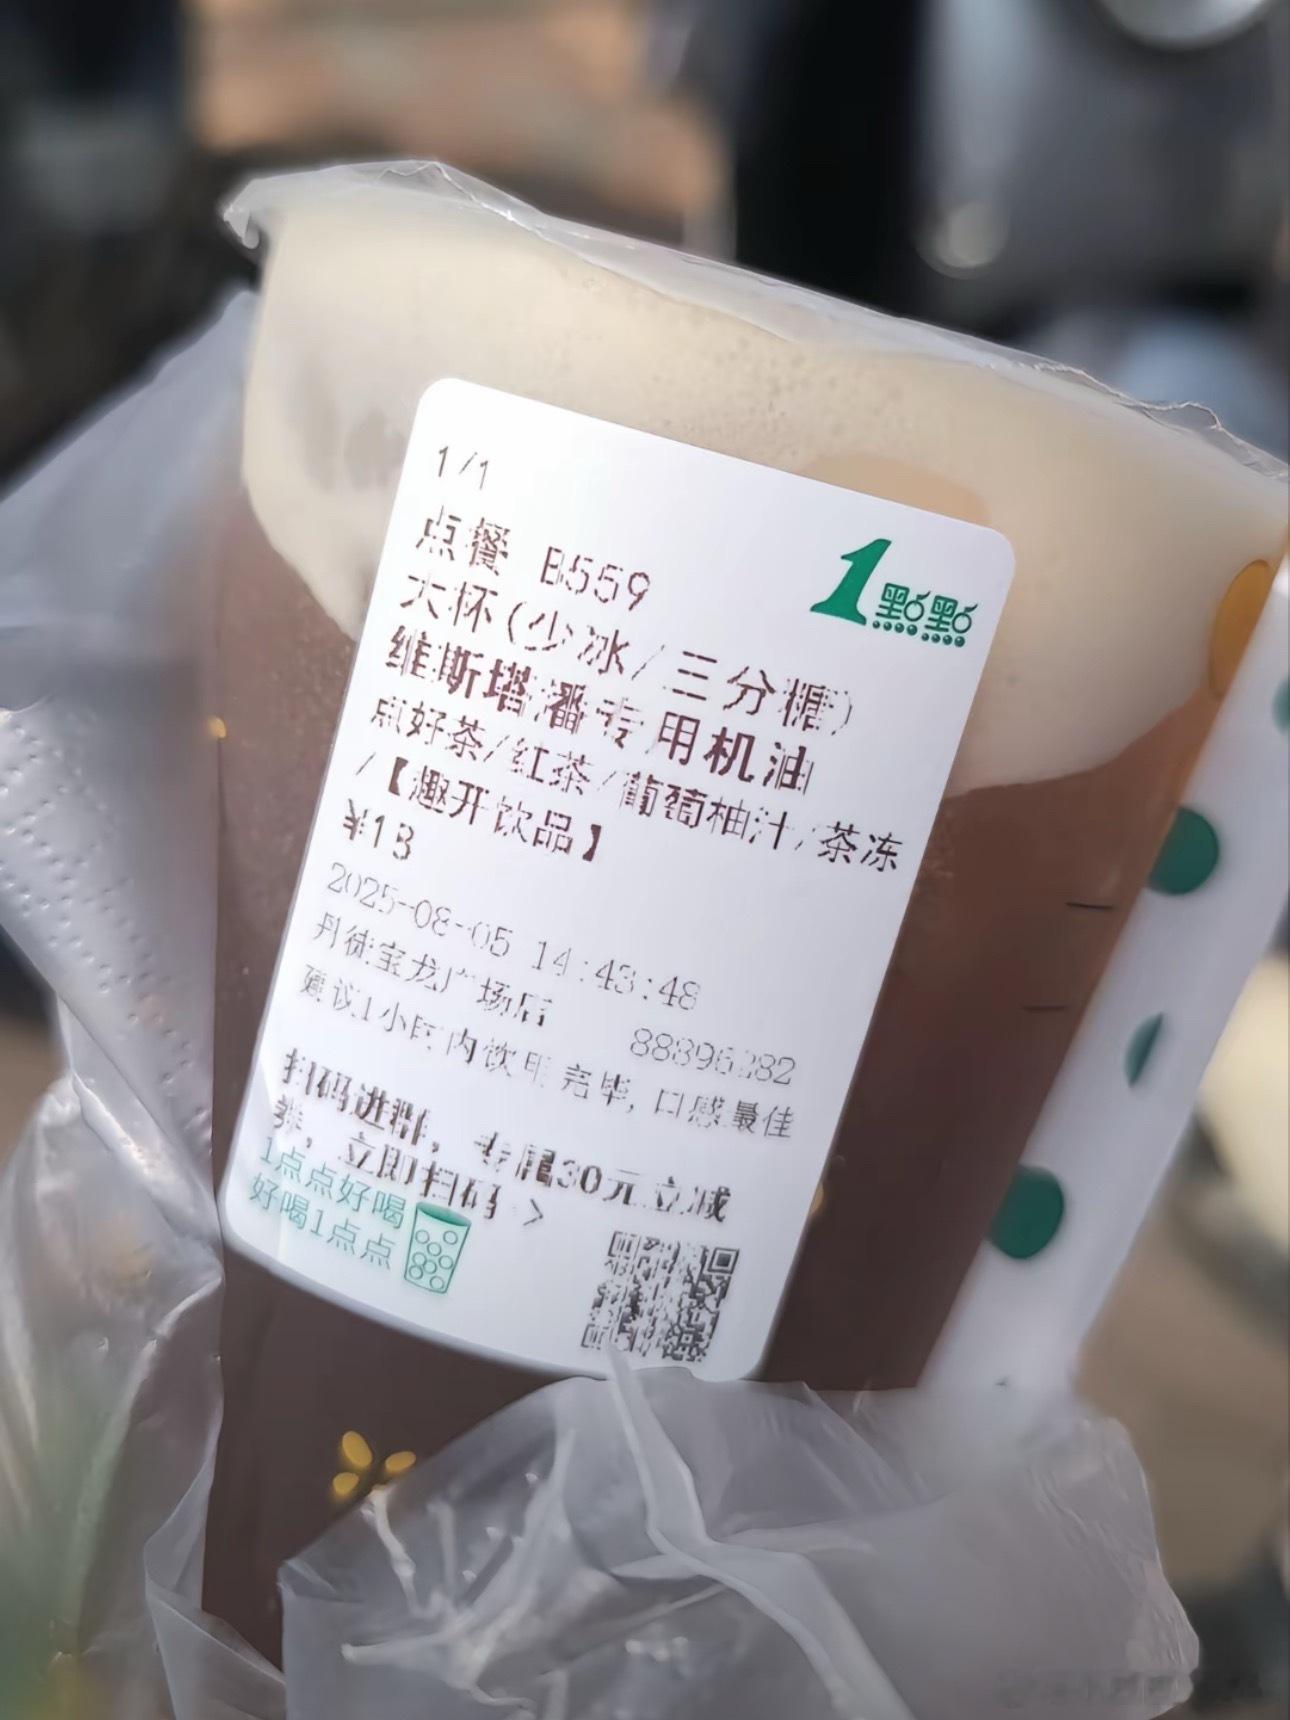 1/1
点餐 B559
1點點
大杯(少冰/三分糖)
维斯塔潘专用机油
点好茶/红茶/葡萄柚汁/茶冻
/【趣开饮品】
¥13
2025-08-05 14:43:48
丹徒宝龙广场店 88896282
建议1小时内饮用完毕,口感最佳
扫码进群,专属30元立减
券,立即扫码 >
1点点好喝
好喝1点点